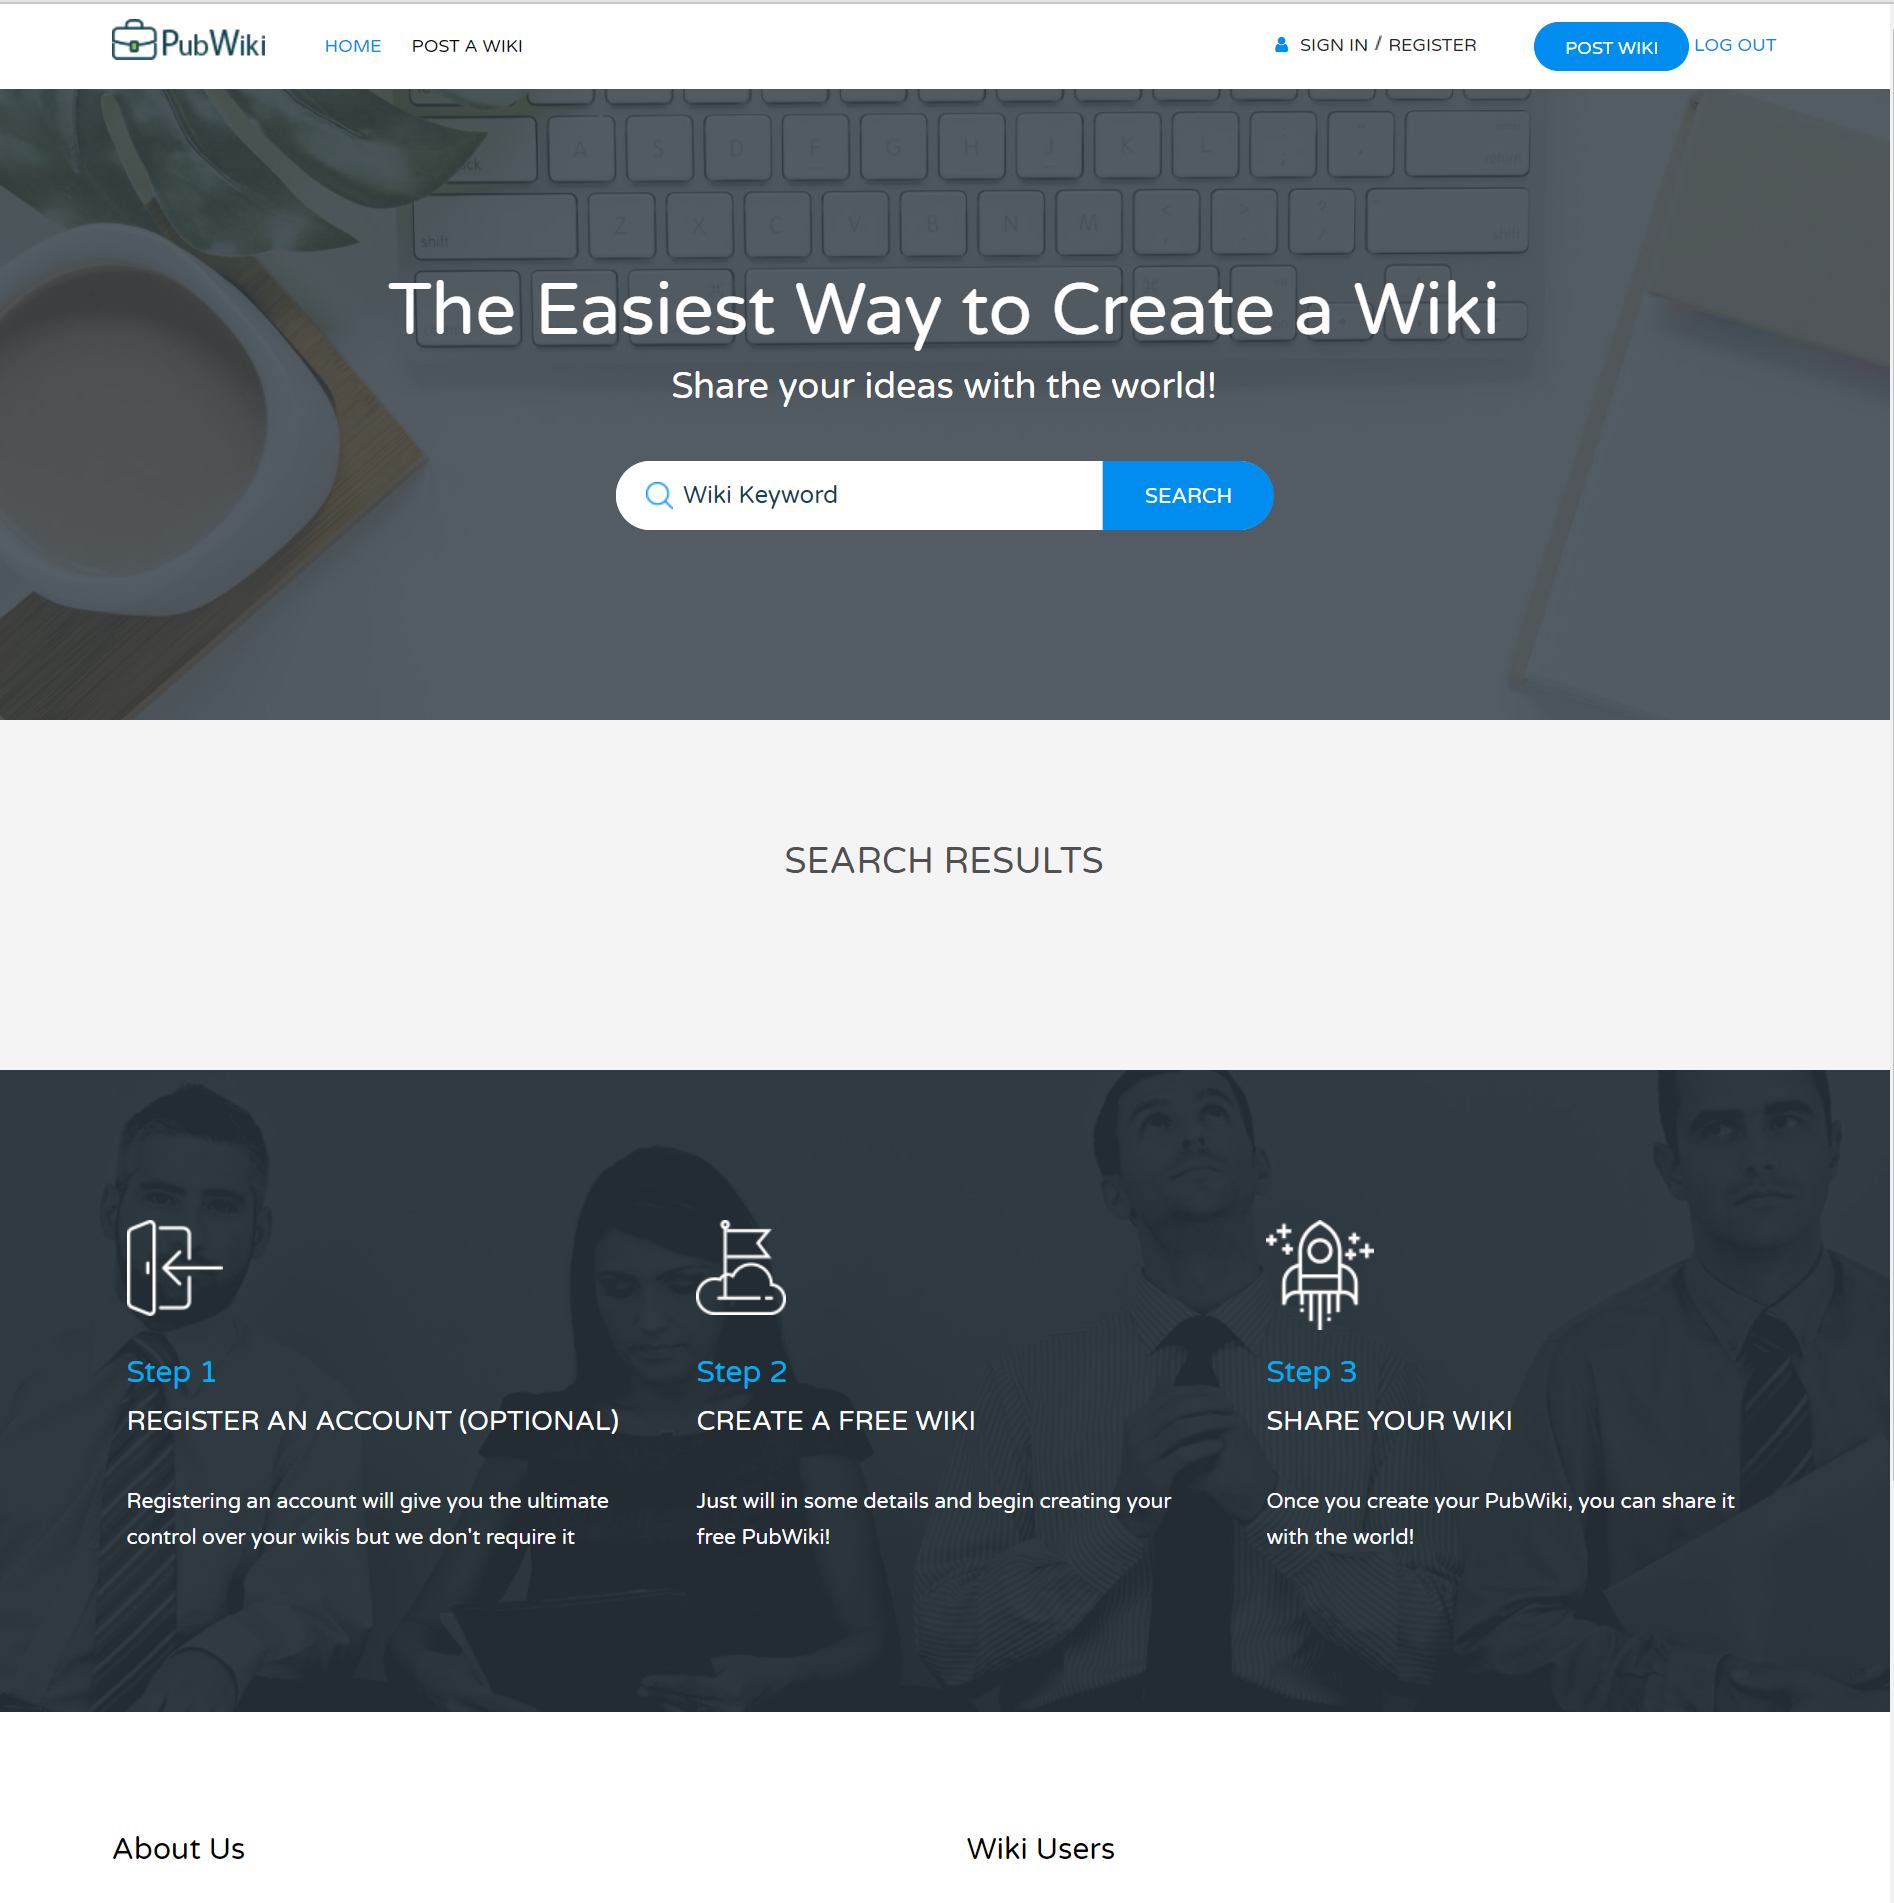 PubWiki
HOME
POST A WIKI
SIGN IN / REGISTER
POST WIKI
LOG OUT
A S D F G H J K L
return
shift
Z X C V B N M
The Easiest Way to Create a Wiki
Share your ideas with the world!
Wiki Keyword
SEARCH
SEARCH RESULTS
Step 1
REGISTER AN ACCOUNT (OPTIONAL)
Registering an account will give you the ultimate
control over your wikis but we don't require it
Step 2
CREATE A FREE WIKI
Just will in some details and begin creating your
free PubWiki!
Step 3
SHARE YOUR WIKI
Once you create your PubWiki, you can share it
with the world!
About Us
Wiki Users